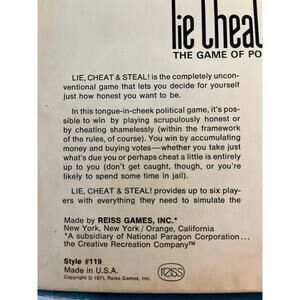 lie Cheat
THE GAME OF PO
LIE, CHEAT & STEAL! is the completely uncon-
ventional game that lets you decide for yourself
just how honest you want to be.
In this tongue-in-cheek political game, it's pos-
sible to win by playing scrupulously honest or
by cheating shamelessly (within the framework
of the rules, of course). You win by accumulating
money and buying votes—whether you take just
what's due you or perhaps cheat a little is entirely
up to you (don't get caught, though, or you're
likely to spend some time in jail).
LIE, CHEAT & STEAL! provides up to six play-
ers with everything they need to simulate the
Made by REISS GAMES, INC.*
New York, New York / Orange, California
*A subsidiary of National Paragon Corporation...
the Creative Recreation Company™
Style #119
Made in U.S.A.
Copyright © 1971, Reiss Games, Inc.
reiss